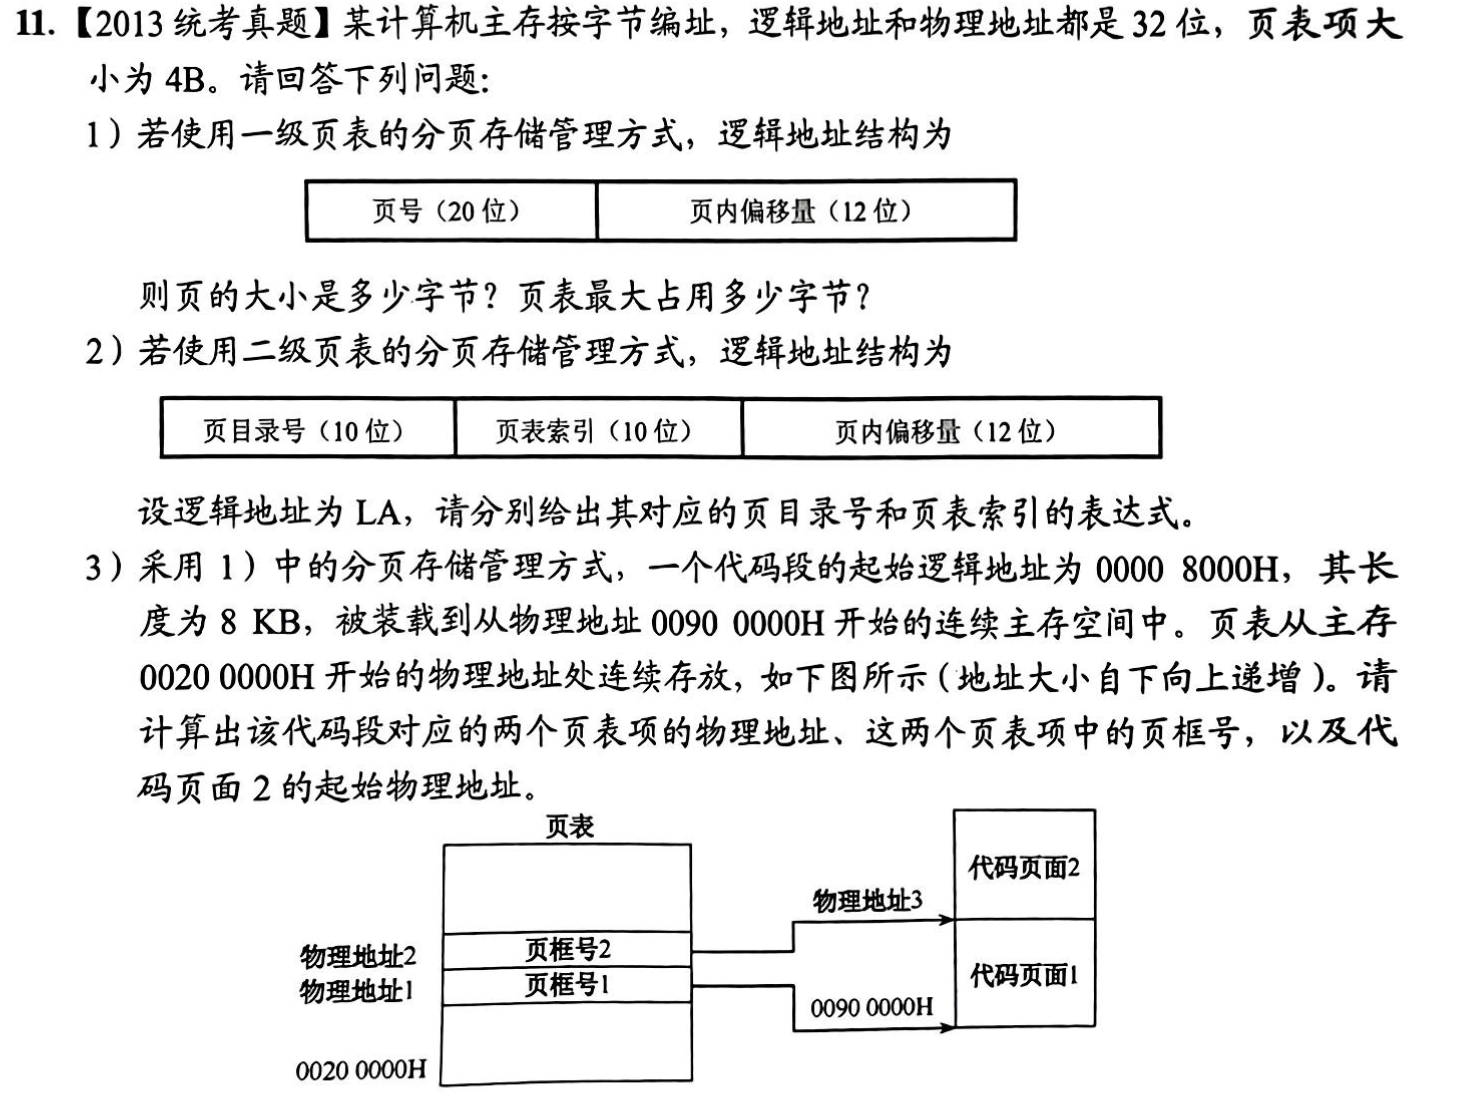 11.【2013 统考真题】某计算机主存按字节编址，逻辑地址和物理地址都是 32 位，页表项大
小为 4B。请回答下列问题:
1）若使用一级页表的分页存储管理方式，逻辑地址结构为
页号（20 位） 页内偏移量（12 位）
则页的大小是多少字节？页表最大占用多少字节？
2）若使用二级页表的分页存储管理方式，逻辑地址结构为
页目录号（10 位） 页表索引（10 位） 页内偏移量（12 位）
设逻辑地址为 LA，请分别给出其对应的页目录号和页表索引的表达式。
3）采用 1）中的分页存储管理方式，一个代码段的起始逻辑地址为 0000 8000H，其长
度为 8 KB，被装载到从物理地址 0090 0000H 开始的连续主存空间中。页表从主存
0020 0000H 开始的物理地址处连续存放，如下图所示（地址大小自下向上递增）。请
计算出该代码段对应的两个页表项的物理地址、这两个页表项中的页框号，以及代
码页面 2 的起始物理地址。
页表
代码页面2
物理地址3
物理地址2 页框号2
物理地址1 页框号1
代码页面1
0090 0000H
0020 0000H